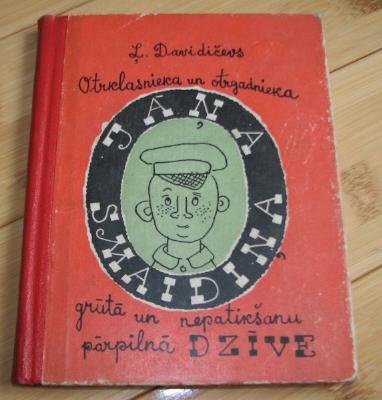 Ļ. Davidičevs
Otrklasnieka un otrgadnieka
JĀŅA
SMAIDIŅA
grūtā un nepatikšanu
pārpilnā DZĪVE